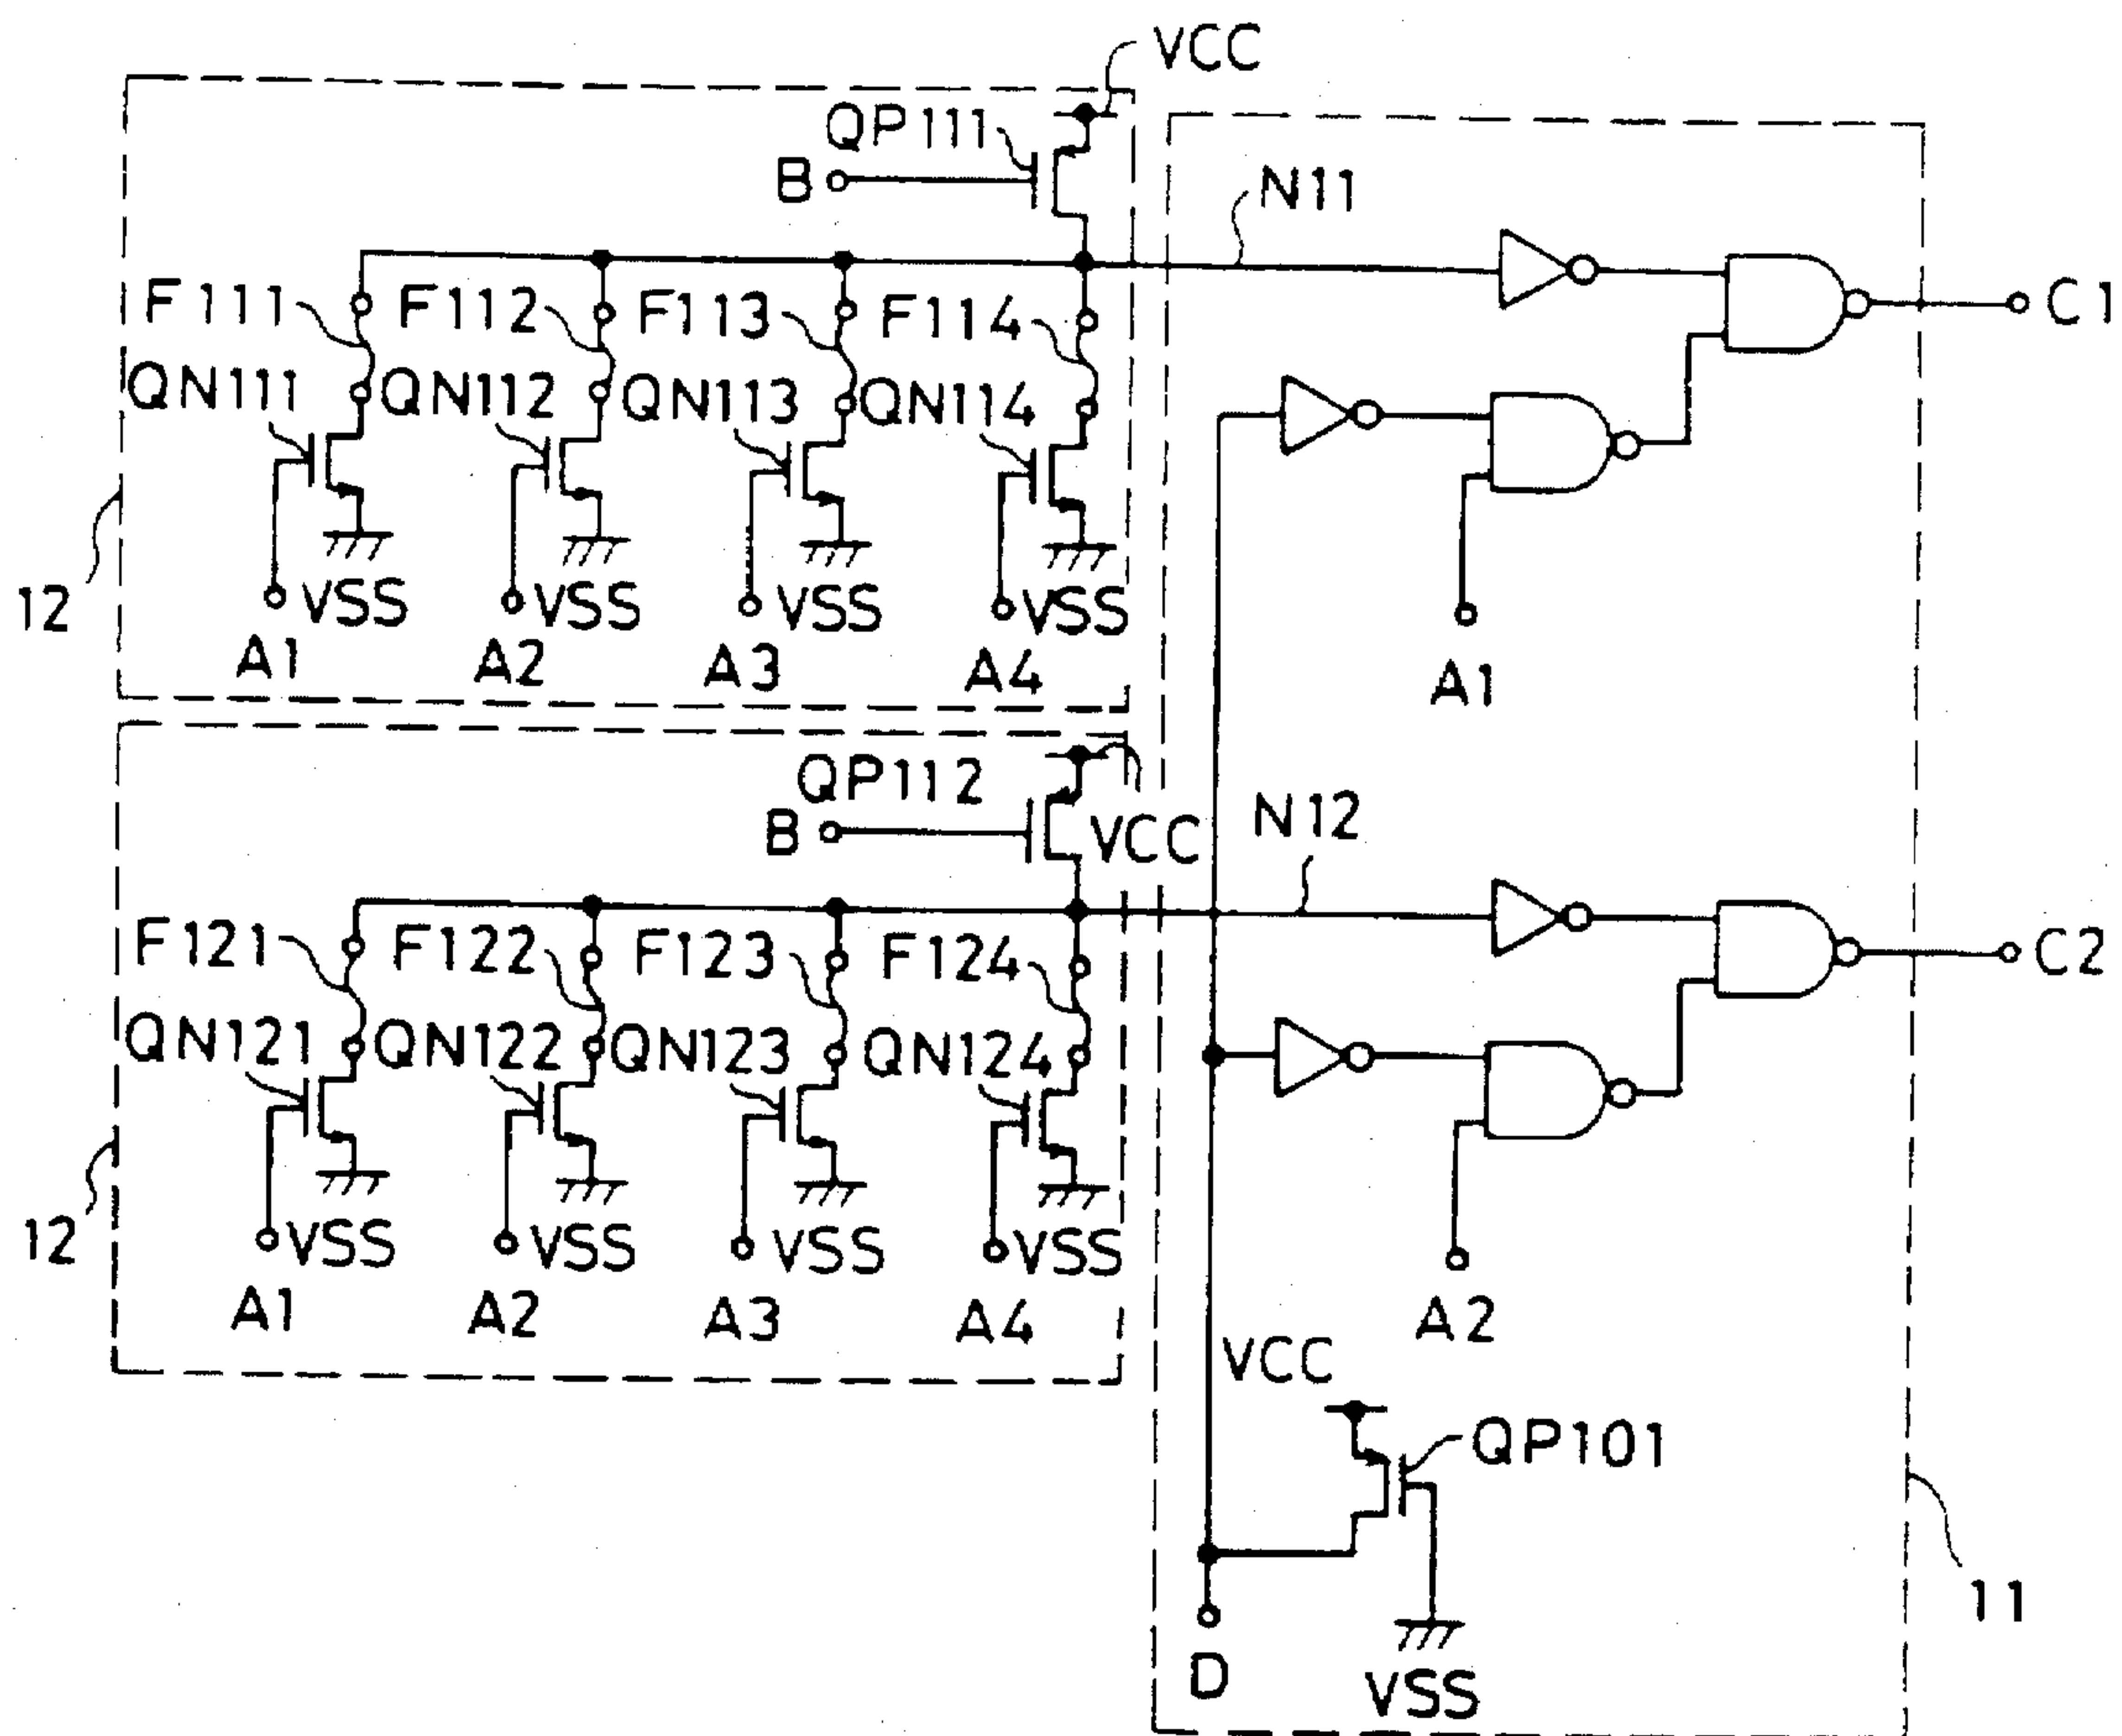 VCC
QP111
B
N11
C1
F111 F112 F113 F114
QN111 QN112 QN113 QN114
12
VSS VSS VSS VSS
A1 A2 A3 A4
A1
QP112
B
VCC
N12
C2
F121 F122 F123 F124
QN121 QN122 QN123 QN124
12
VSS VSS VSS VSS
A1 A2 A3 A4
A2
VCC
QP101
11
D
VSS